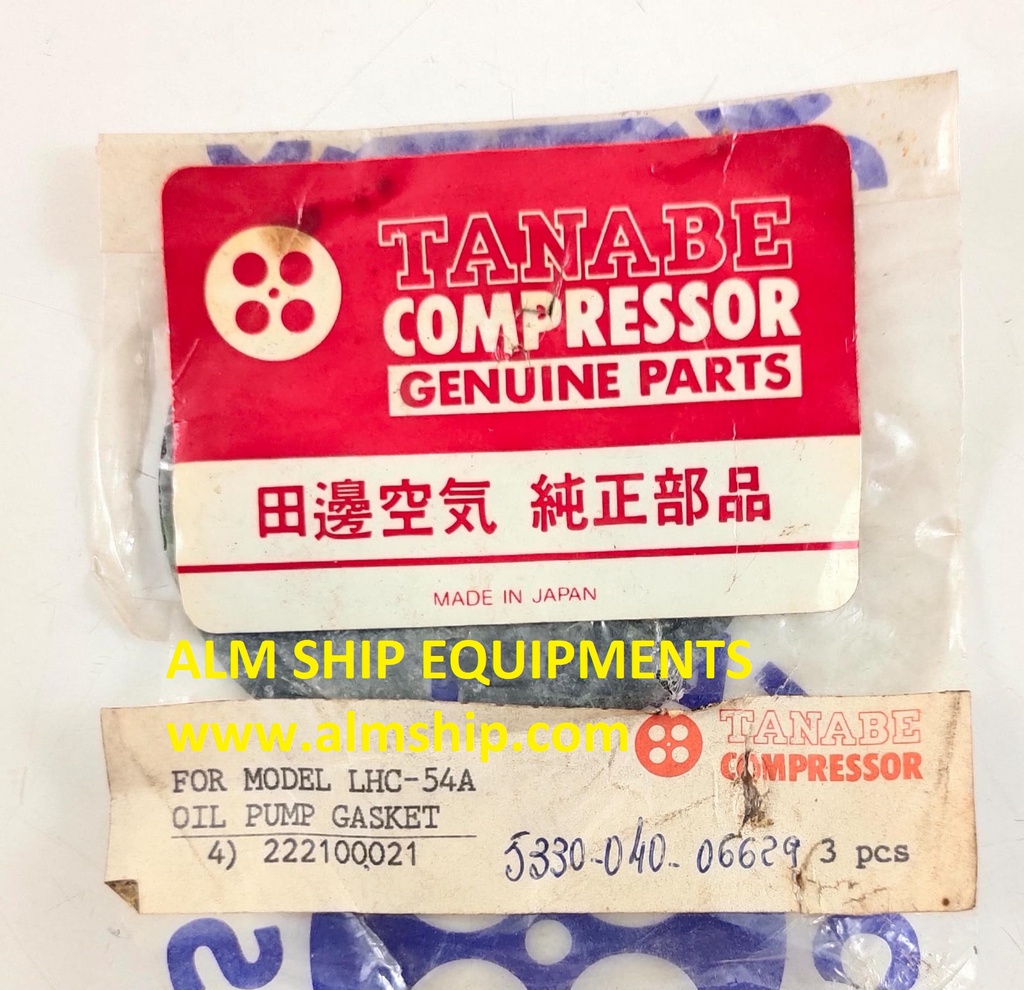 TANABE
COMPRESSOR
GENUINE PARTS
田邊空気 純正部品
MADE IN JAPAN
ALM SHIP EQUIPMENTS
www.almship.com
TANABE
COMPRESSOR
FOR MODEL LHC-54A
OIL PUMP GASKET
4) 222100021
5330-040-06629 3 pcs